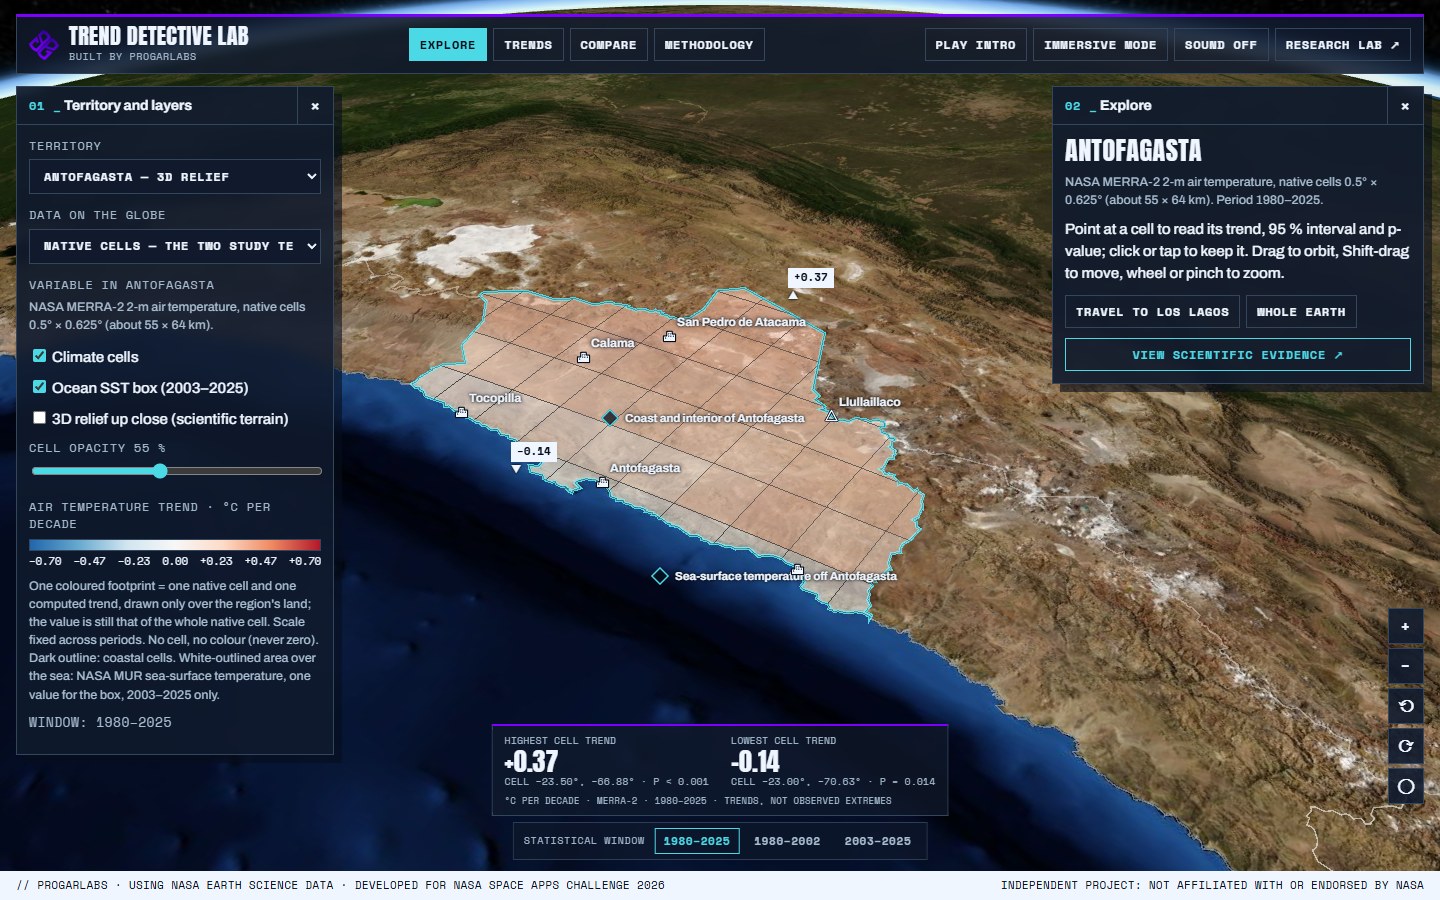 TREND DETECTIVE LAB
BUILT BY PROGARLABS
EXPLORE
TRENDS
COMPARE
METHODOLOGY
PLAY INTRO
IMMERSIVE MODE
SOUND OFF
RESEARCH LAB ↗
01 _ Territory and layers
×
TERRITORY
ANTOFAGASTA — 3D RELIEF
DATA ON THE GLOBE
NATIVE CELLS — THE TWO STUDY TE
VARIABLE IN ANTOFAGASTA
NASA MERRA-2 2-m air temperature, native cells
0.5° × 0.625° (about 55 × 64 km).
Climate cells
Ocean SST box (2003–2025)
3D relief up close (scientific terrain)
CELL OPACITY 55 %
AIR TEMPERATURE TREND · °C PER
DECADE
−0.70 −0.47 −0.23 0.00 +0.23 +0.47 +0.70
One coloured footprint = one native cell and one
computed trend, drawn only over the region's land;
the value is still that of the whole native cell. Scale
fixed across periods. No cell, no colour (never zero).
Dark outline: coastal cells. White-outlined area over
the sea: NASA MUR sea-surface temperature, one
value for the box, 2003–2025 only.
WINDOW: 1980–2025
+0.37
San Pedro de Atacama
Calama
Tocopilla
Llullaillaco
Coast and interior of Antofagasta
−0.14
Antofagasta
Sea-surface temperature off Antofagasta
02 _ Explore
×
ANTOFAGASTA
NASA MERRA-2 2-m air temperature, native cells 0.5° ×
0.625° (about 55 × 64 km). Period 1980–2025.
Point at a cell to read its trend, 95 % interval and p-
value; click or tap to keep it. Drag to orbit, Shift-drag
to move, wheel or pinch to zoom.
TRAVEL TO LOS LAGOS
WHOLE EARTH
VIEW SCIENTIFIC EVIDENCE ↗
+
−
HIGHEST CELL TREND
+0.37
CELL −23.50°, −66.88° · P < 0.001
LOWEST CELL TREND
−0.14
CELL −23.00°, −70.63° · P = 0.014
°C PER DECADE · MERRA-2 · 1980–2025 · TRENDS, NOT OBSERVED EXTREMES
STATISTICAL WINDOW
1980–2025
1980–2002
2003–2025
// PROGARLABS · USING NASA EARTH SCIENCE DATA · DEVELOPED FOR NASA SPACE APPS CHALLENGE 2026
INDEPENDENT PROJECT: NOT AFFILIATED WITH OR ENDORSED BY NASA